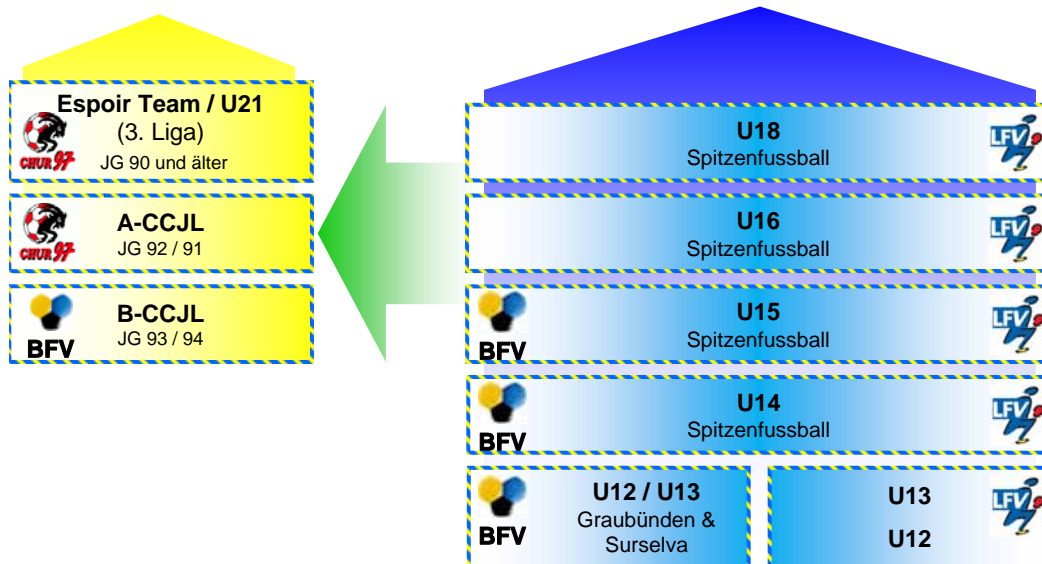 Espoir Team / U21
(3. Liga)
JG 90 und älter
CHUR 97
A-CCJL
JG 92 / 91
CHUR 97
B-CCJL
JG 93 / 94
BFV
U18
Spitzenfussball
LFV
U16
Spitzenfussball
LFV
BFV
U15
Spitzenfussball
LFV
BFV
U14
Spitzenfussball
LFV
BFV
U12 / U13
Graubünden &
Surselva
U13
U12
LFV